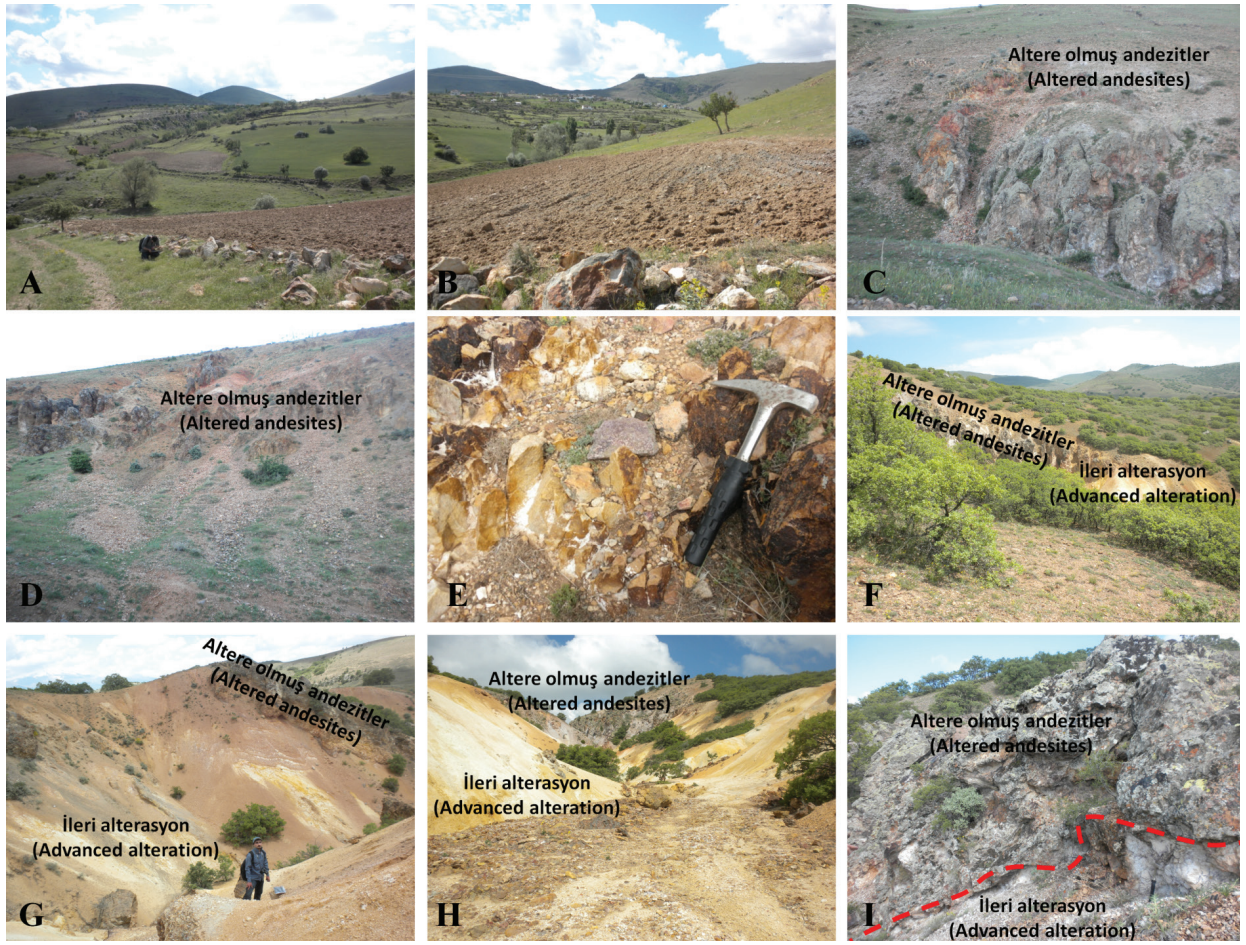 A
B
Altere olmuş andezitler
(Altered andesites)
C
Altere olmuş andezitler
(Altered andesites)
D
E
Altere olmuş andezitler
(Altered andesites)
İleri alterasyon
(Advanced alteration)
F
Altere olmuş andezitler
(Altered andesites)
İleri alterasyon
(Advanced alteration)
G
Altere olmuş andezitler
(Altered andesites)
İleri alterasyon
(Advanced alteration)
H
Altere olmuş andezitler
(Altered andesites)
İleri alterasyon
(Advanced alteration)
I